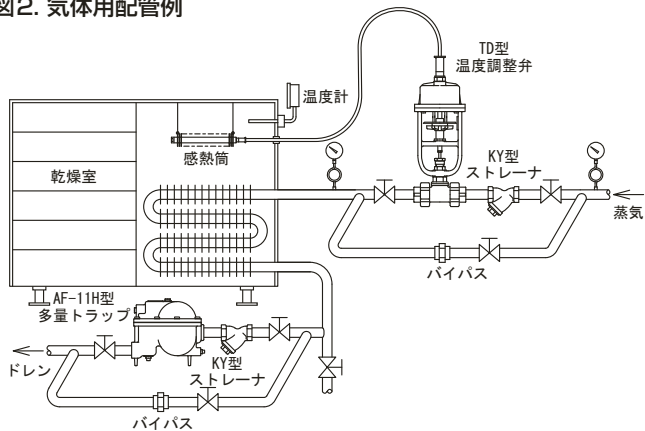 図2. 気体用配管例
TD型
温度調整弁
温度計
感熱筒
乾燥室
KY型
ストレーナ
蒸気
バイパス
AF-11H型
多量トラップ
KY型
ストレーナ
ドレン
バイパス